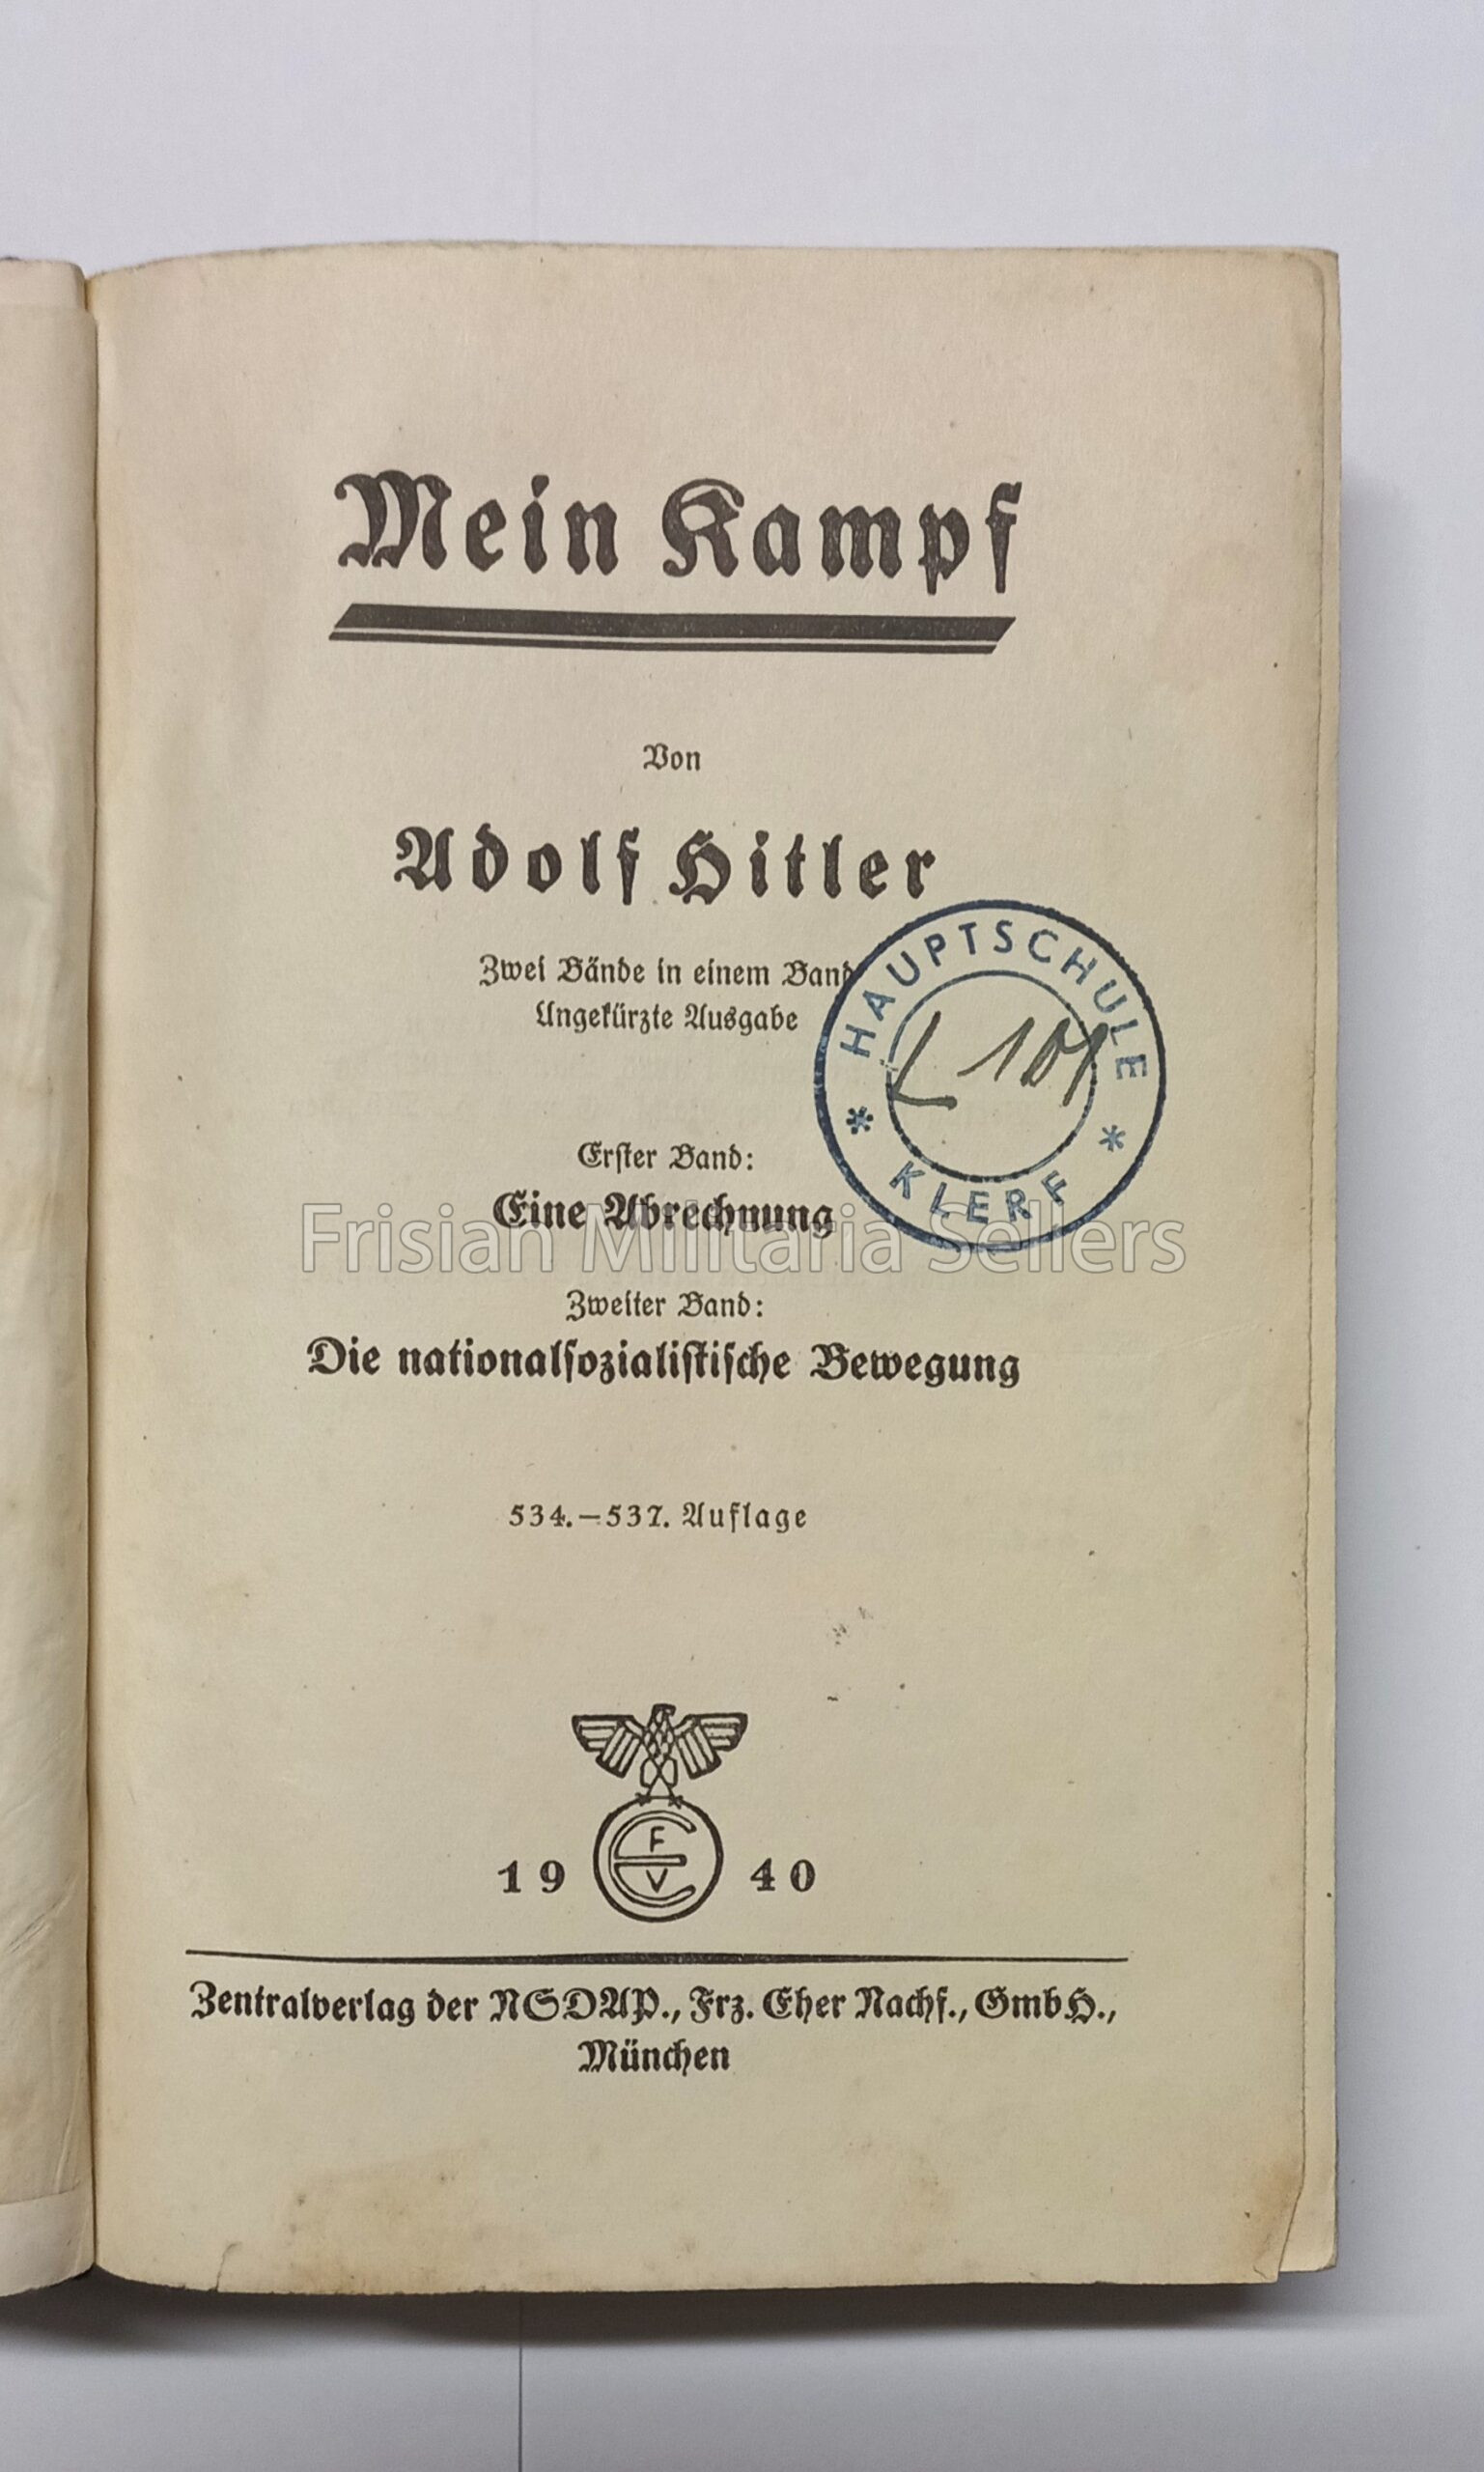 Mein Kampf
Von
Adolf Hitler
Zwei Bände in einem Band
Ungekürzte Ausgabe
HAUPTSCHULE
L 101
* KLERF *
Erster Band:
Eine Abrechnung
Frisian Militaria Sellers
Zweiter Band:
Die nationalsozialistische Bewegung
534.–537. Auflage
F
E
V
19 40
Zentralverlag der NSDAP., Frz. Eher Nachf., GmbH.,
München